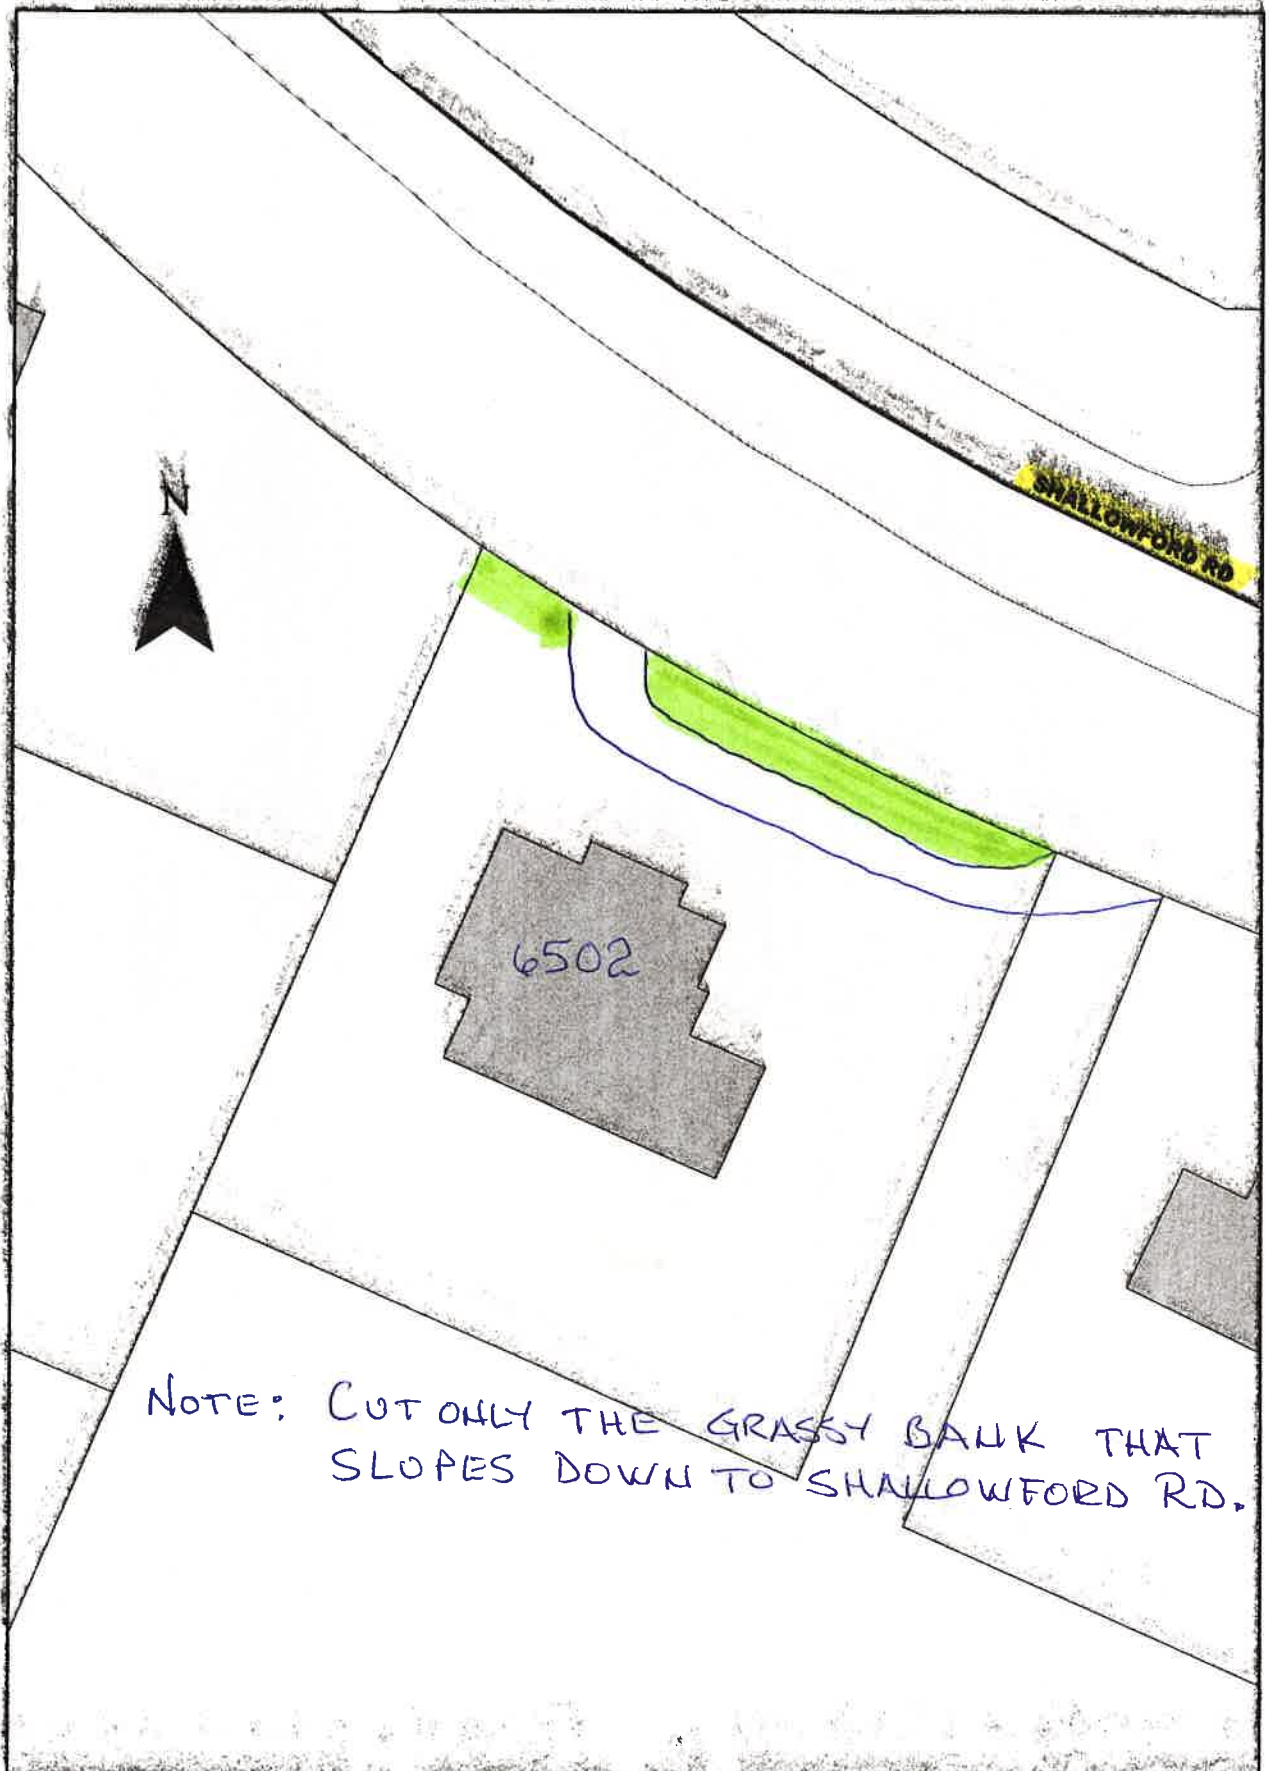 N
SHALLOWFORD RD
6502
NOTE: CUT ONLY THE GRASSY BANK THAT
SLOPES DOWN TO SHALLOWFORD RD.